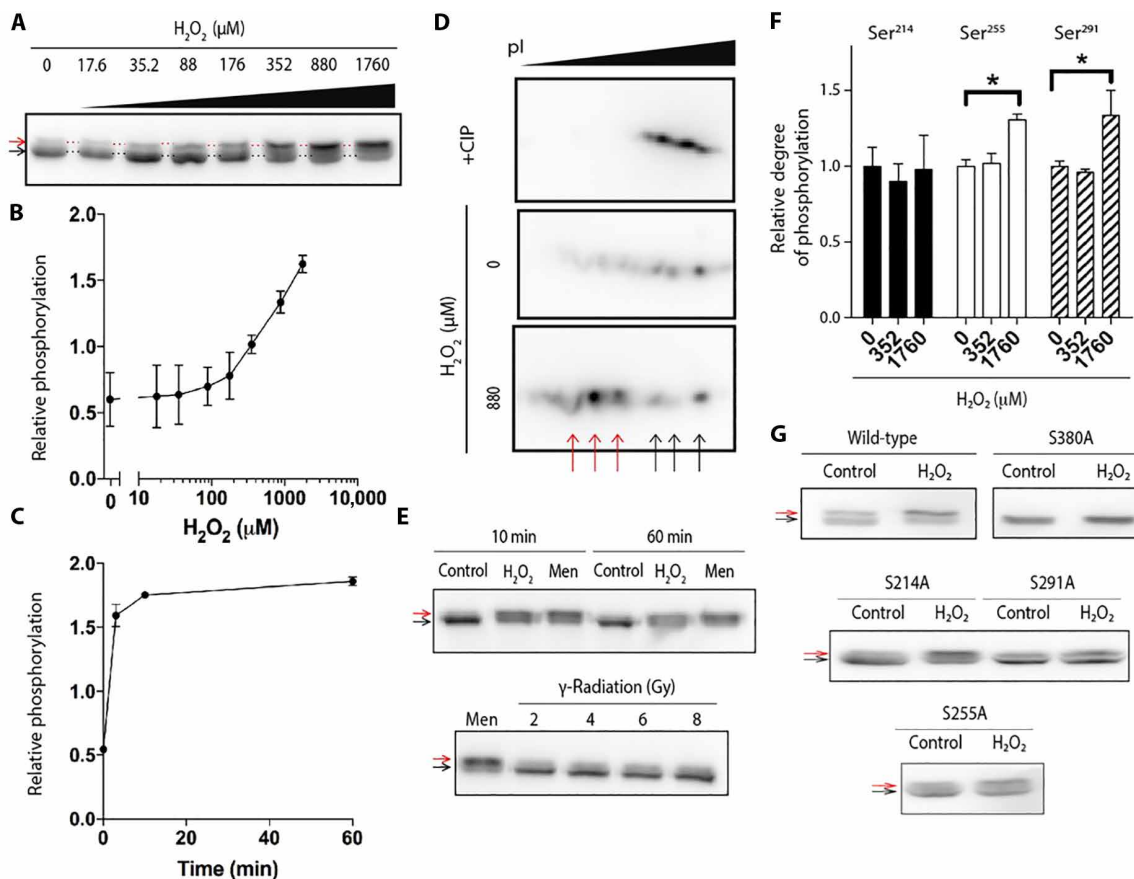 A
H₂O₂ (µM)
0 17.6 35.2 88 176 352 880 1760
B
Relative phosphorylation
2.0
1.5
1.0
0.5
0.0
0 10 100 1000 10,000
H₂O₂ (µM)
C
Relative phosphorylation
2.0
1.5
1.0
0.5
0.0
0 20 40 60
Time (min)
D
pI
+CIP
H₂O₂ (µM)
0
880
E
10 min 60 min
Control H₂O₂ Men Control H₂O₂ Men
γ-Radiation (Gy)
Men 2 4 6 8
F
Ser²¹⁴ Ser²⁵⁵ Ser²⁹¹
* *
Relative degree
of phosphorylation
1.5
1.0
0.5
0.0
0 352 1760 0 352 1760 0 352 1760
H₂O₂ (µM)
G
Wild-type S380A
Control H₂O₂ Control H₂O₂
S214A S291A
Control H₂O₂ Control H₂O₂
S255A
Control H₂O₂